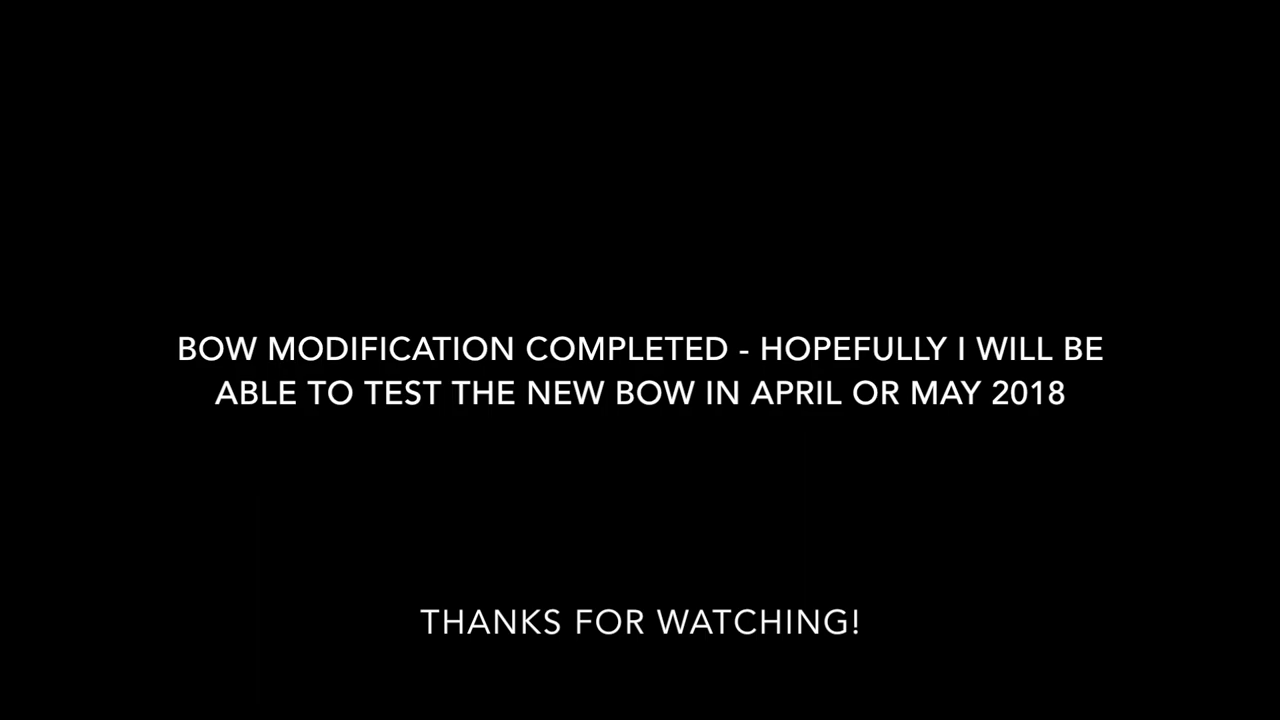 BOW MODIFICATION COMPLETED - HOPEFULLY I WILL BE
ABLE TO TEST THE NEW BOW IN APRIL OR MAY 2018
THANKS FOR WATCHING!